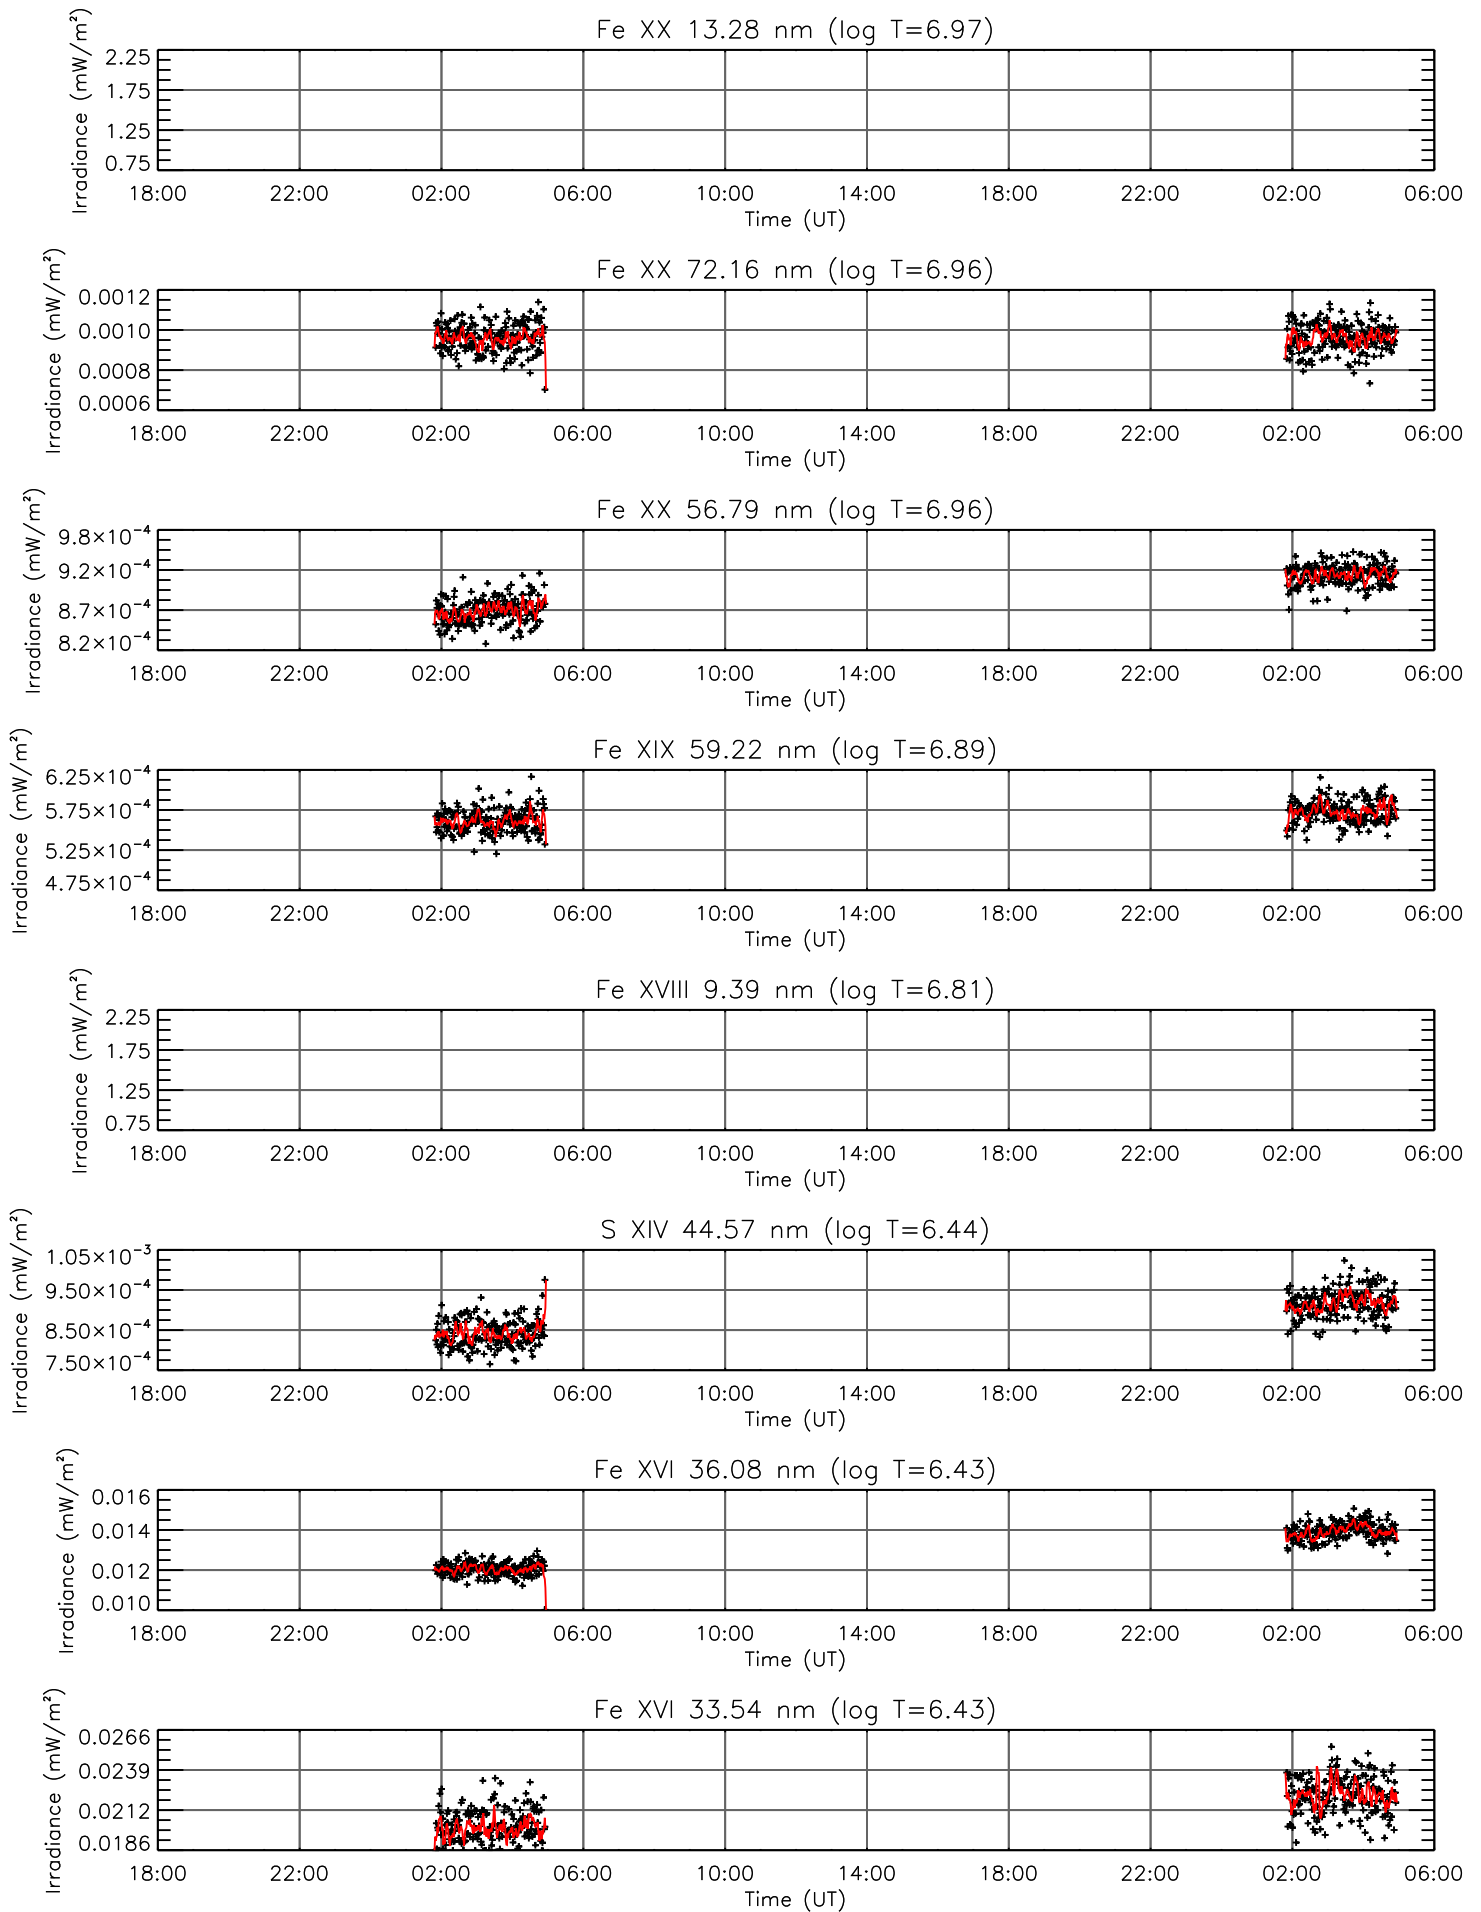 Fe XX 13.28 nm (log T=6.97)
Irradiance (mW/m²)
2.25
1.75
1.25
0.75
18:00 22:00 02:00 06:00 10:00 14:00 18:00 22:00 02:00 06:00
Time (UT)
Fe XX 72.16 nm (log T=6.96)
Irradiance (mW/m²)
0.0012
0.0010
0.0008
0.0006
18:00 22:00 02:00 06:00 10:00 14:00 18:00 22:00 02:00 06:00
Time (UT)
Fe XX 56.79 nm (log T=6.96)
Irradiance (mW/m²)
9.8×10⁻⁴
9.2×10⁻⁴
8.7×10⁻⁴
8.2×10⁻⁴
18:00 22:00 02:00 06:00 10:00 14:00 18:00 22:00 02:00 06:00
Time (UT)
Fe XIX 59.22 nm (log T=6.89)
Irradiance (mW/m²)
6.25×10⁻⁴
5.75×10⁻⁴
5.25×10⁻⁴
4.75×10⁻⁴
18:00 22:00 02:00 06:00 10:00 14:00 18:00 22:00 02:00 06:00
Time (UT)
Fe XVIII 9.39 nm (log T=6.81)
Irradiance (mW/m²)
2.25
1.75
1.25
0.75
18:00 22:00 02:00 06:00 10:00 14:00 18:00 22:00 02:00 06:00
Time (UT)
S XIV 44.57 nm (log T=6.44)
Irradiance (mW/m²)
1.05×10⁻³
9.50×10⁻⁴
8.50×10⁻⁴
7.50×10⁻⁴
18:00 22:00 02:00 06:00 10:00 14:00 18:00 22:00 02:00 06:00
Time (UT)
Fe XVI 36.08 nm (log T=6.43)
Irradiance (mW/m²)
0.016
0.014
0.012
0.010
18:00 22:00 02:00 06:00 10:00 14:00 18:00 22:00 02:00 06:00
Time (UT)
Fe XVI 33.54 nm (log T=6.43)
Irradiance (mW/m²)
0.0266
0.0239
0.0212
0.0186
18:00 22:00 02:00 06:00 10:00 14:00 18:00 22:00 02:00 06:00
Time (UT)